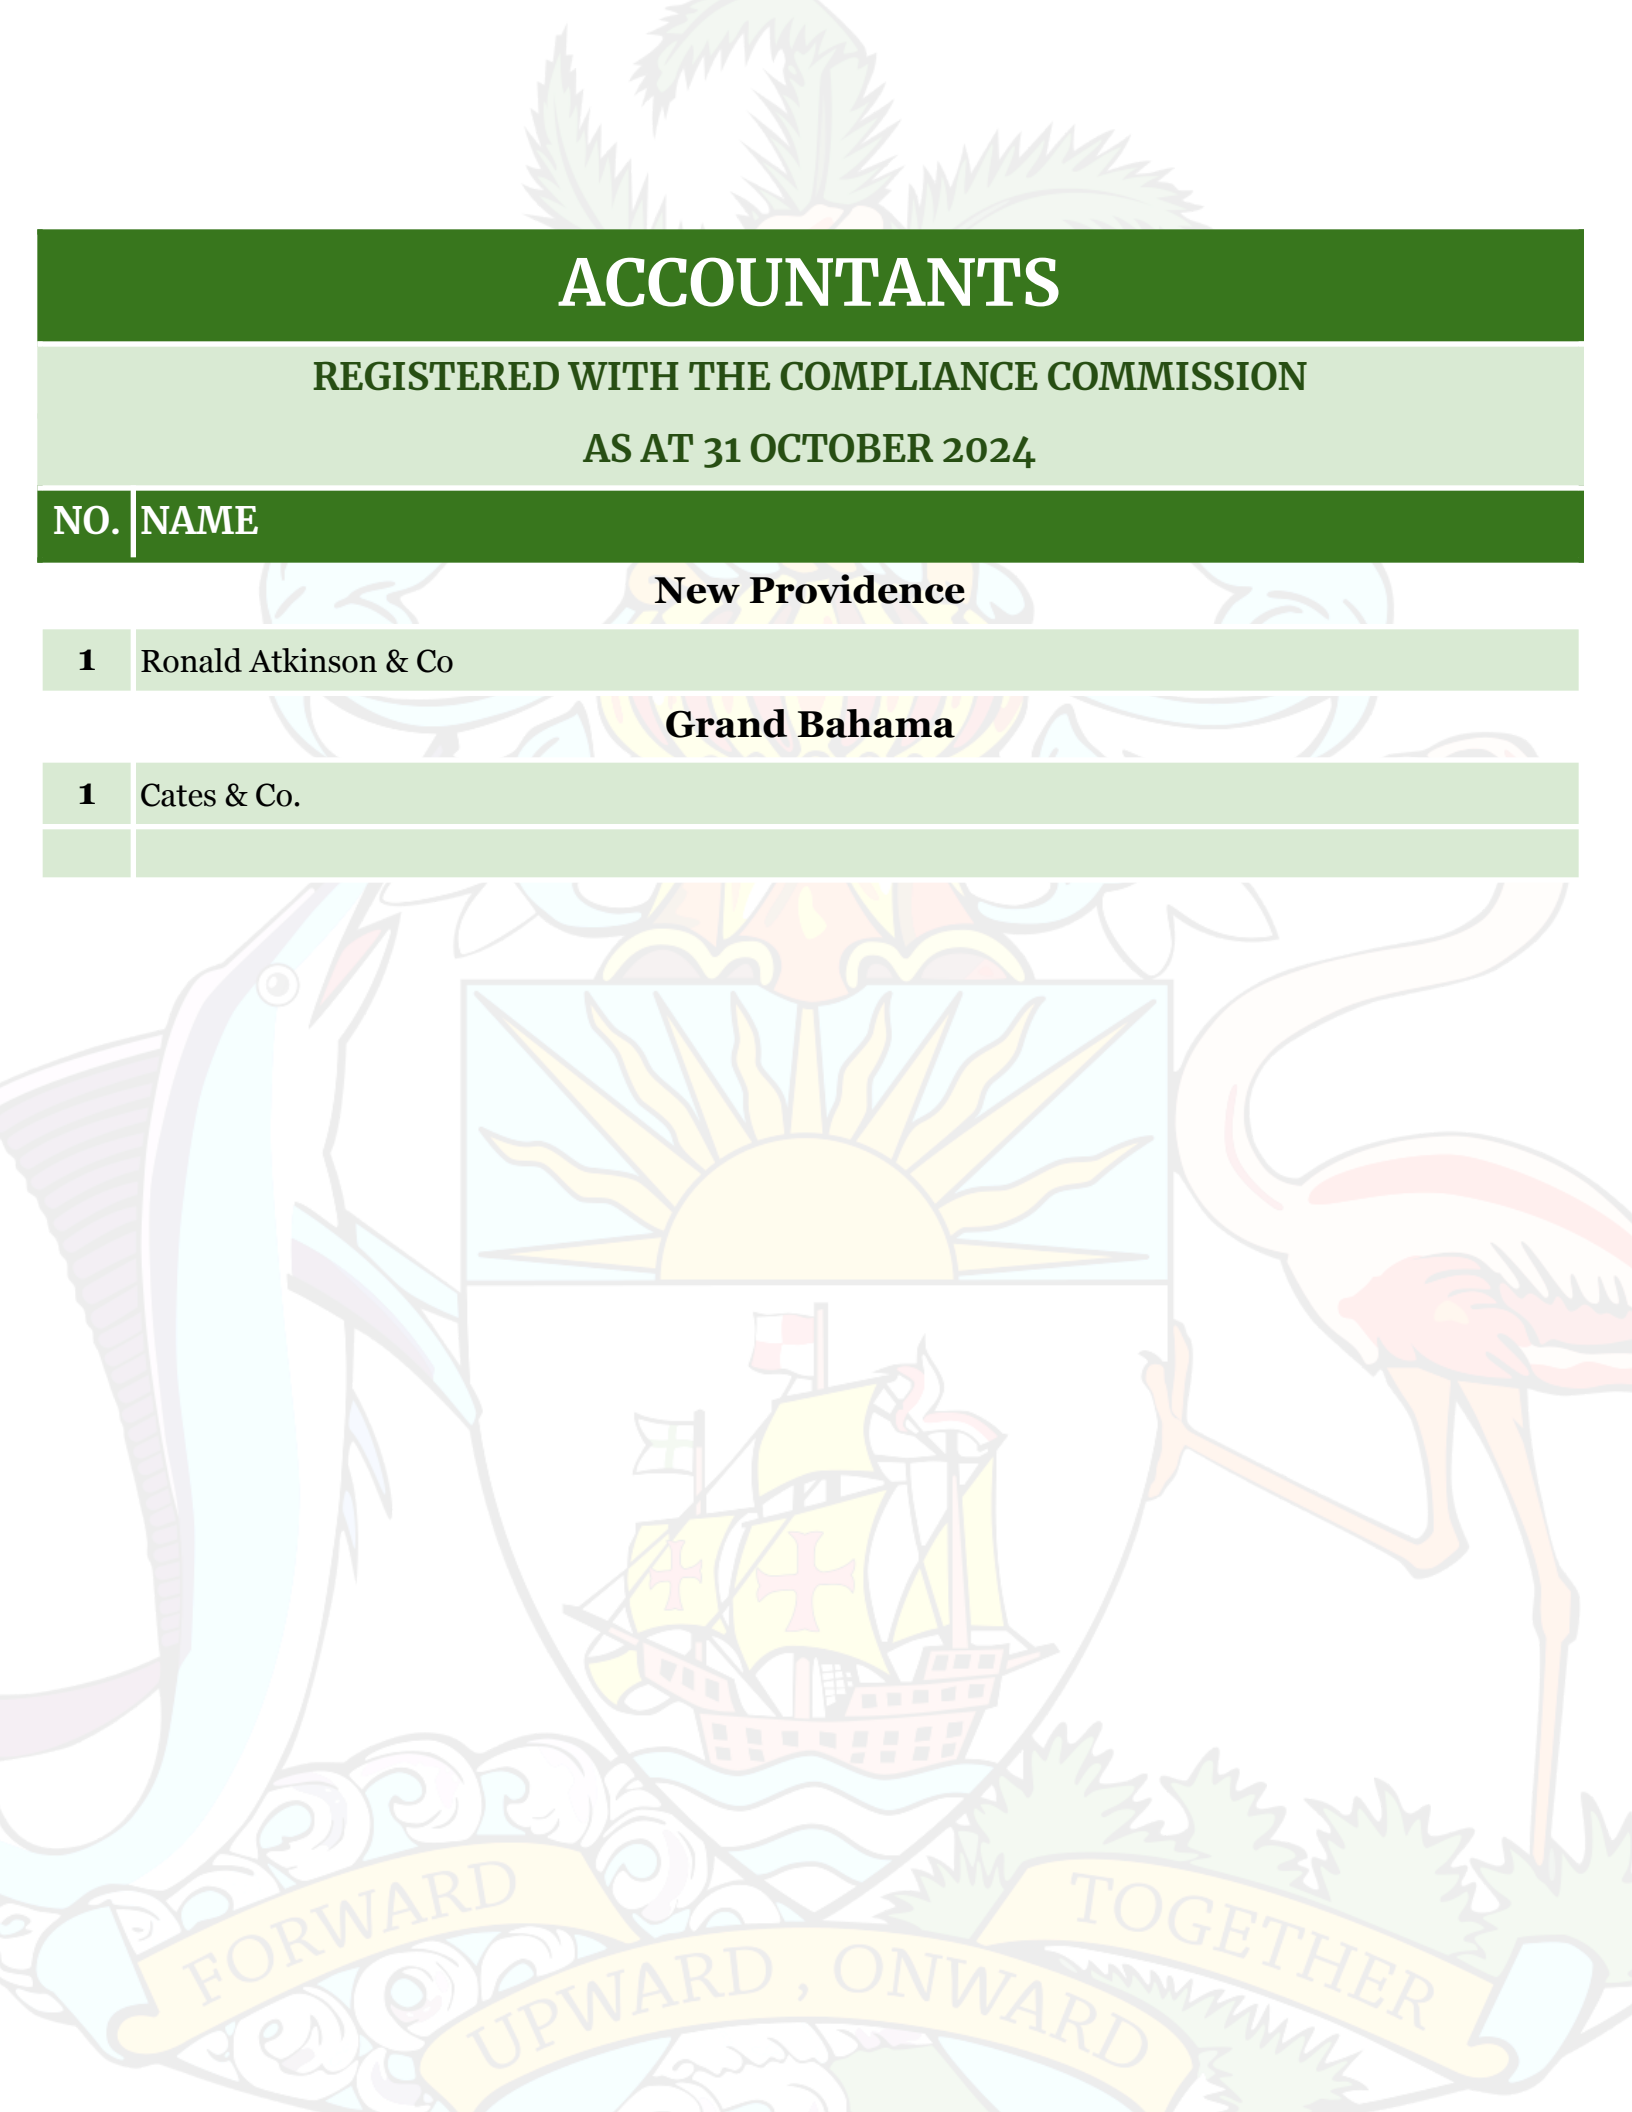 ACCOUNTANTS
REGISTERED WITH THE COMPLIANCE COMMISSION
AS AT 31 OCTOBER 2024
NO. NAME
New Providence
1 Ronald Atkinson & Co
Grand Bahama
1 Cates & Co.
FORWARD
UPWARD , ONWARD
TOGETHER